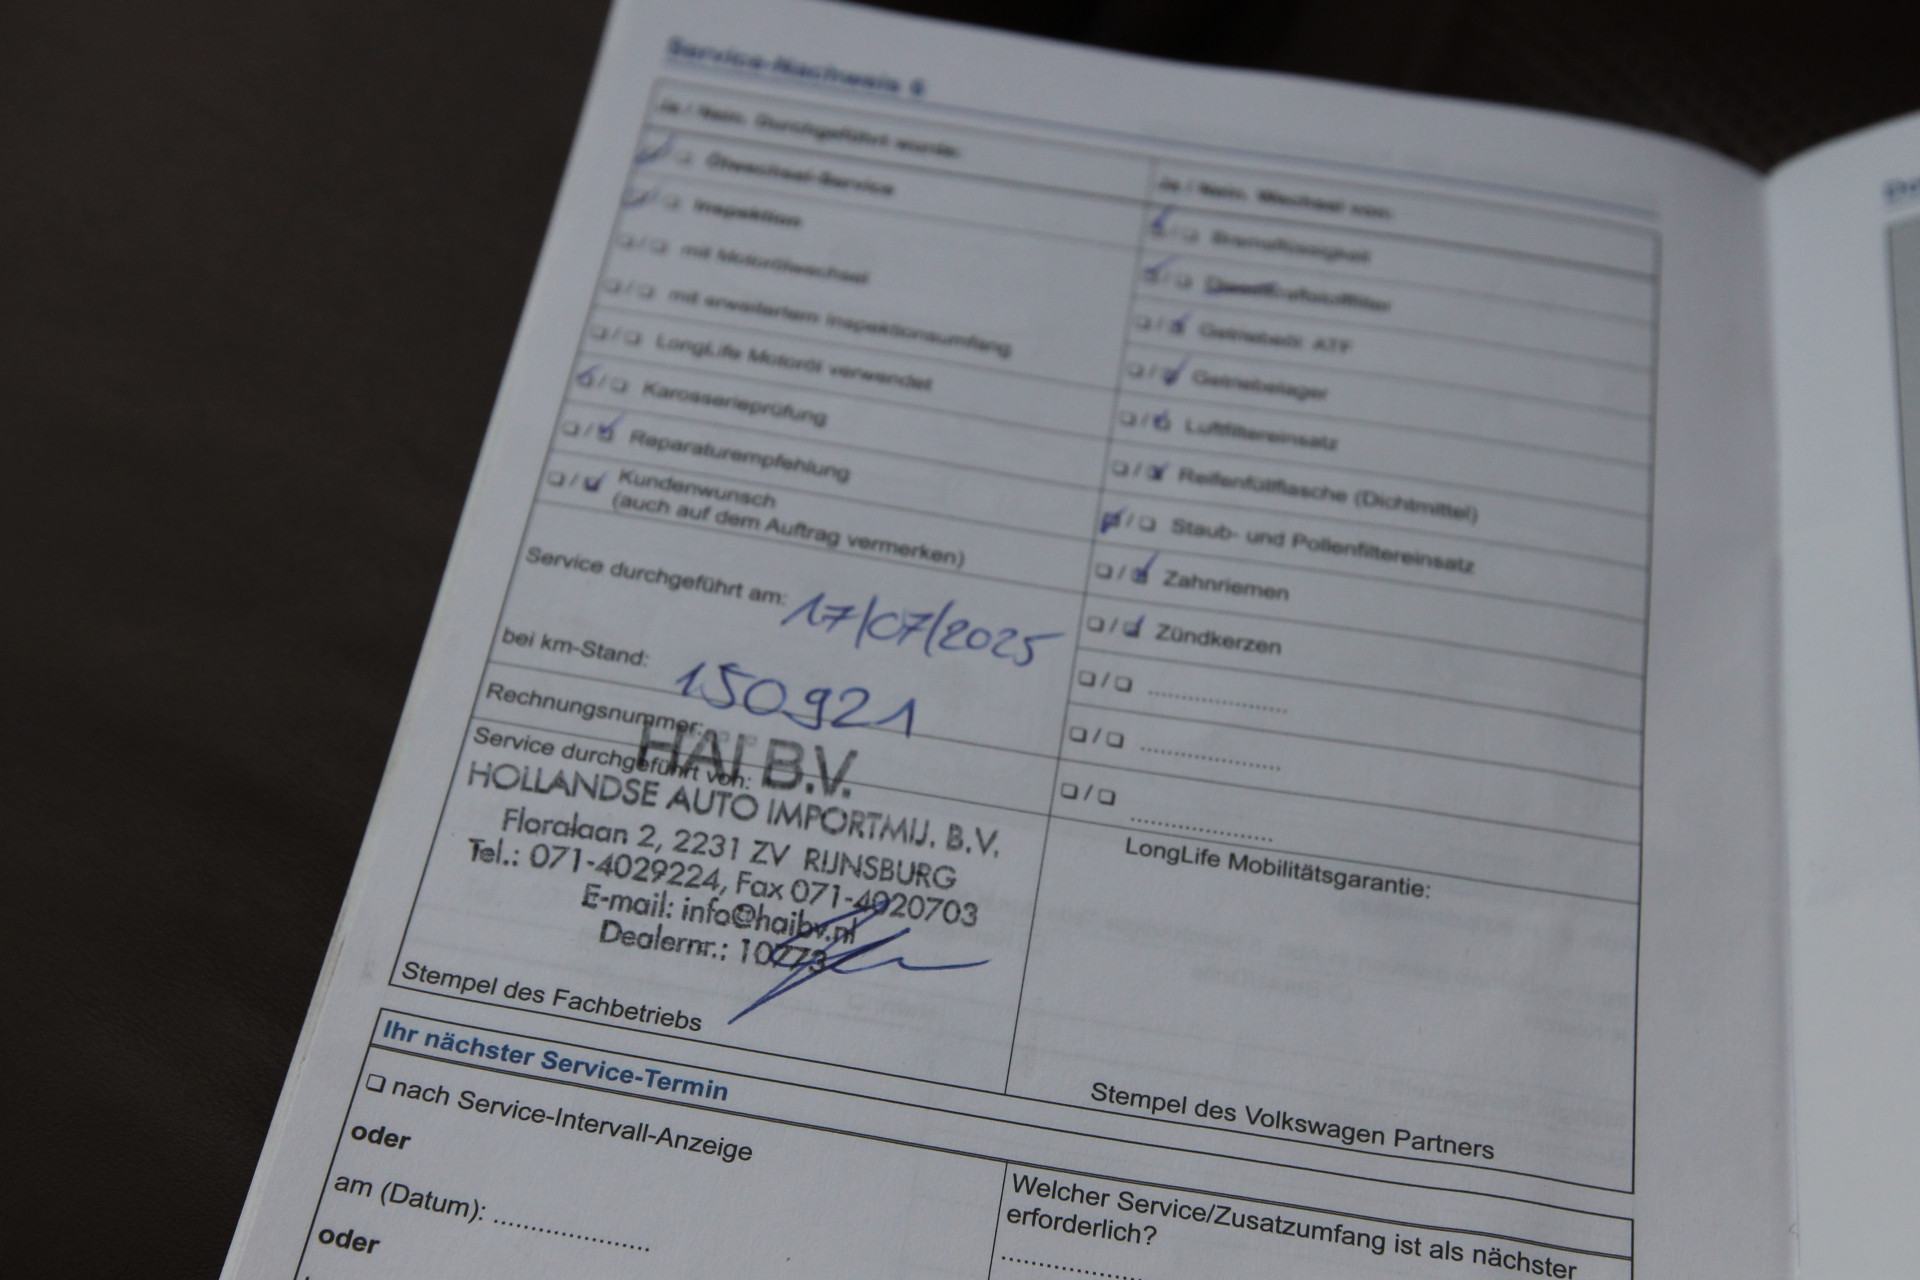 Service-Nachweis 6
Ja / Nein. Durchgeführt wurde:
Ölwechsel-Service
Inspektion
mit Motorölwechsel
mit erweitertem Inspektionsumfang
LongLife Motoröl verwendet
Karosserieprüfung
Reparaturempfehlung
Kundenwunsch
(auch auf dem Auftrag vermerken)
Service durchgeführt am: 17/07/2025
bei km-Stand: 150921
Rechnungsnummer:
Service durchgeführt von:
HAI B.V.
HOLLANDSE AUTO IMPORTMIJ. B.V.
Floralaan 2, 2231 ZV RIJNSBURG
Tel.: 071-4029224, Fax 071-4020703
E-mail: info@haibv.nl
Dealernr.: 10773
Stempel des Fachbetriebs
Ja / Nein. Wechsel von:
Bremsflüssigkeit
Getriebeöl: ATF
Getriebelager
Luftfiltereinsatz
Reifenfüllflasche (Dichtmittel)
Staub- und Pollenfiltereinsatz
Zahnriemen
Zündkerzen
LongLife Mobilitätsgarantie:
Stempel des Volkswagen Partners
Ihr nächster Service-Termin
nach Service-Intervall-Anzeige
oder
am (Datum): ....................
oder
Welcher Service/Zusatzumfang ist als nächster
erforderlich?